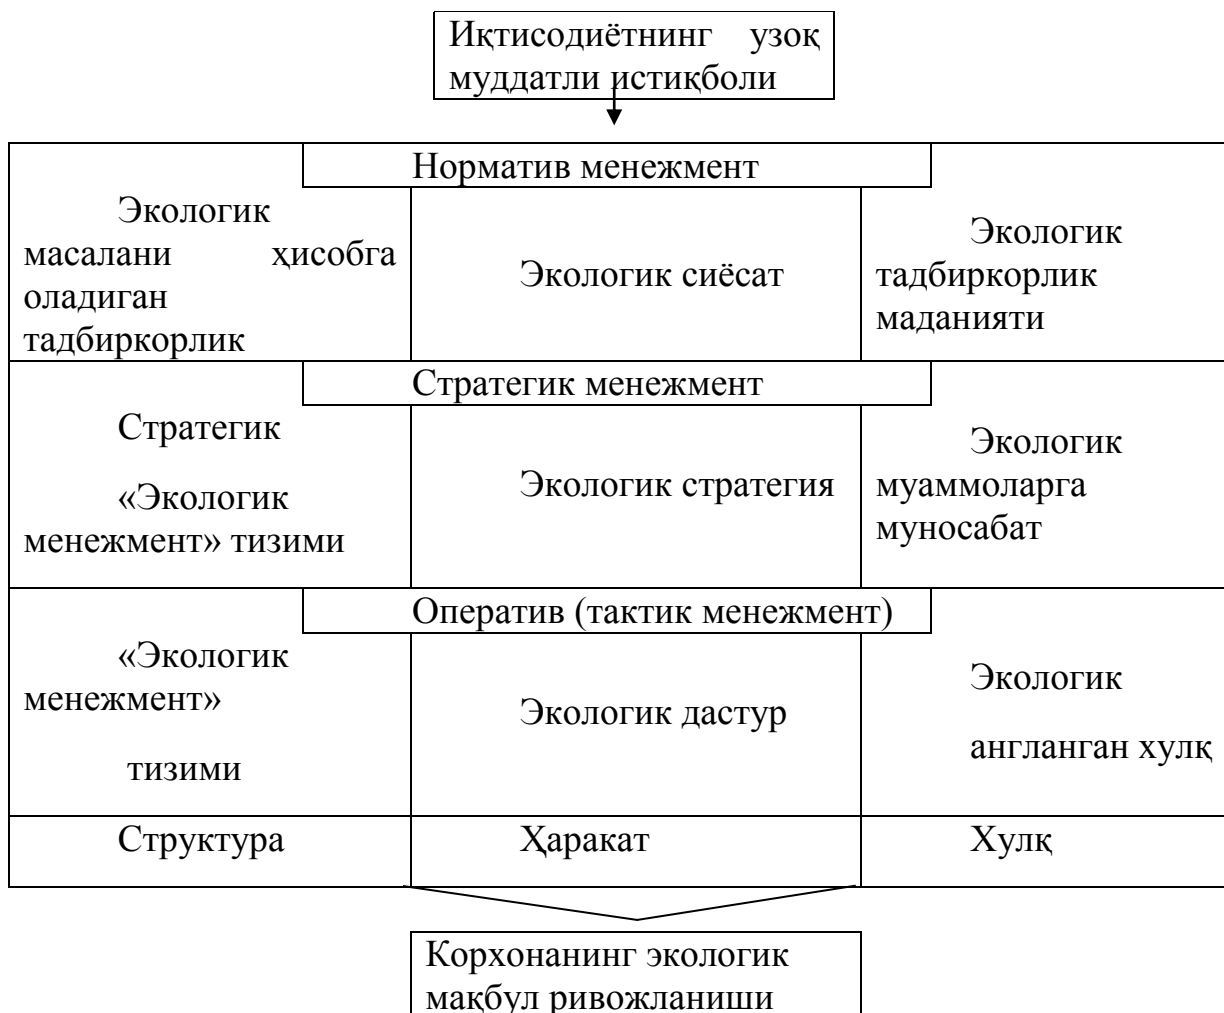 Иқтисодиётнинг узоқ
муддатли истиқболи
Норматив менежмент
Экологик
масалани ҳисобга
оладиган
тадбиркорлик
Экологик сиёсат
Экологик
тадбиркорлик
маданияти
Стратегик менежмент
Стратегик
«Экологик
менежмент» тизими
Экологик стратегия
Экологик
муаммоларга
муносабат
Оператив (тактик менежмент)
«Экологик
менежмент»
тизими
Экологик дастур
Экологик
англанган хулқ
Структура
Ҳаракат
Хулқ
Корхонанинг экологик
мақбул ривожланиши